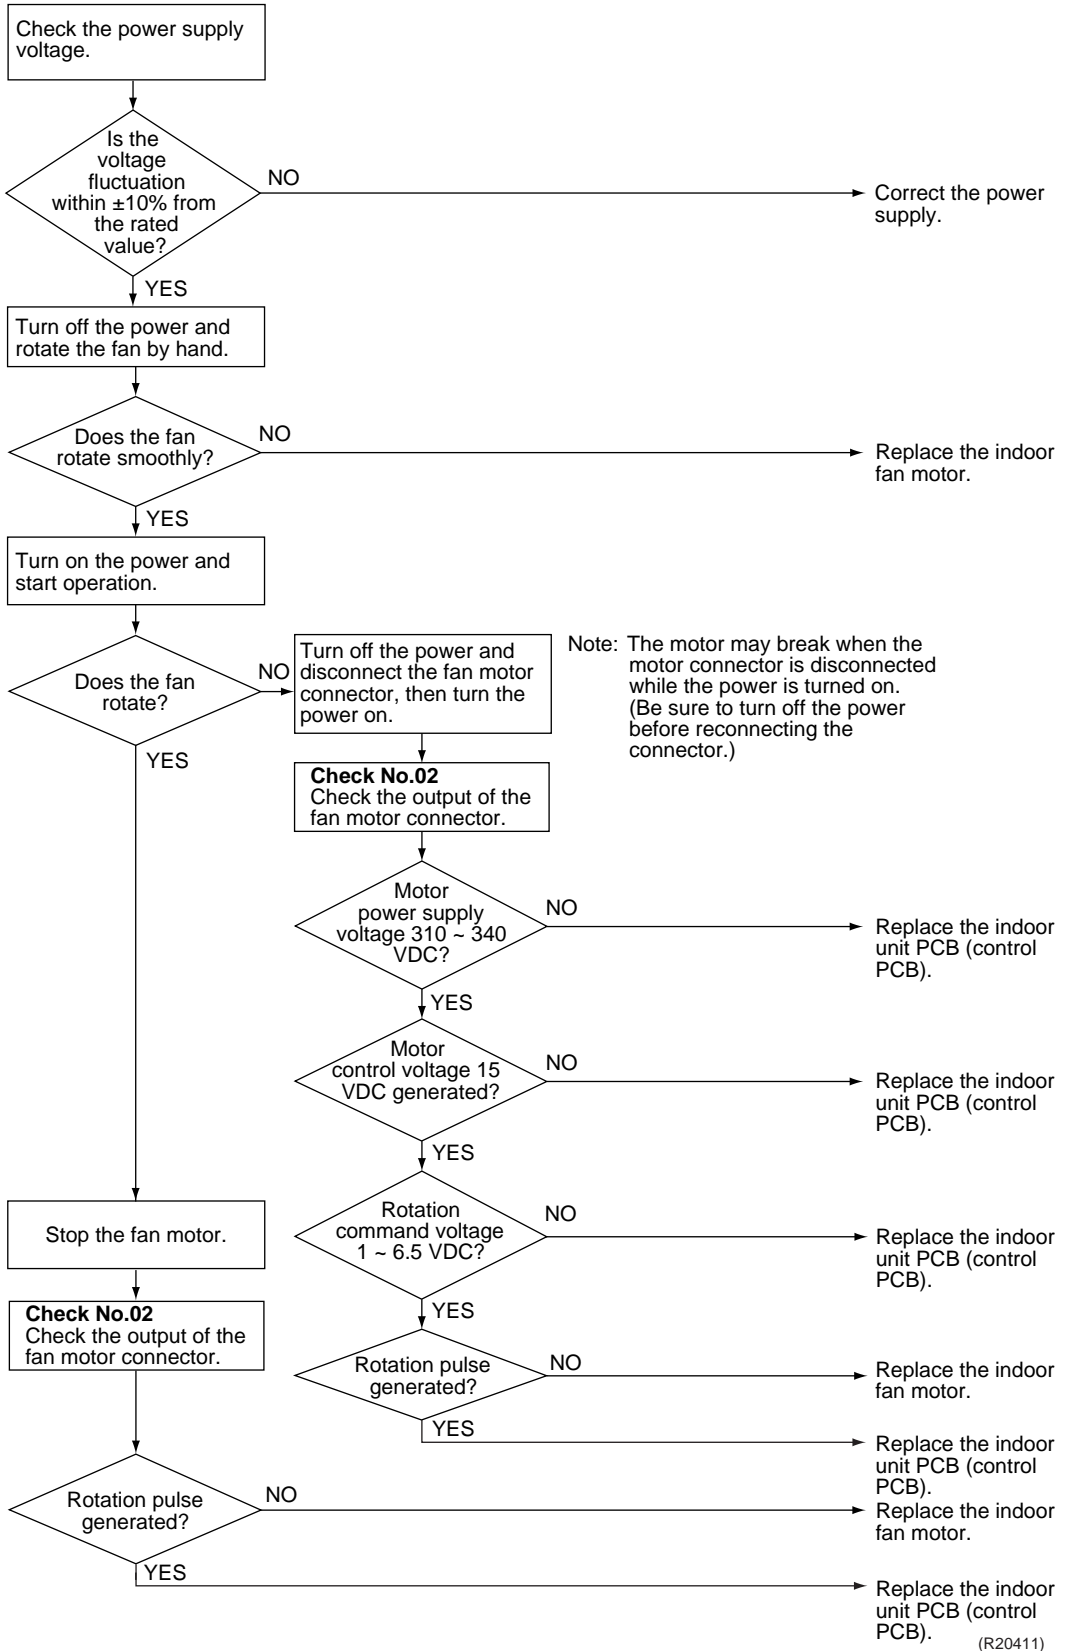 Check the power supply
voltage.
Is the
voltage
fluctuation
within ±10% from
the rated
value?
NO
Correct the power
supply.
YES
Turn off the power and
rotate the fan by hand.
Does the fan
rotate smoothly?
NO
Replace the indoor
fan motor.
YES
Turn on the power and
start operation.
Does the fan
rotate?
NO
Turn off the power and
disconnect the fan motor
connector, then turn the
power on.
Note: The motor may break when the
motor connector is disconnected
while the power is turned on.
(Be sure to turn off the power
before reconnecting the
connector.)
YES
Check No.02
Check the output of the
fan motor connector.
Motor
power supply
voltage 310 ~ 340
VDC?
NO
Replace the indoor
unit PCB (control
PCB).
YES
Motor
control voltage 15
VDC generated?
NO
Replace the indoor
unit PCB (control
PCB).
YES
Rotation
command voltage
1 ~ 6.5 VDC?
NO
Replace the indoor
unit PCB (control
PCB).
YES
Rotation pulse
generated?
NO
Replace the indoor
fan motor.
YES
Replace the indoor
unit PCB (control
PCB).
Stop the fan motor.
Check No.02
Check the output of the
fan motor connector.
Rotation pulse
generated?
NO
Replace the indoor
fan motor.
YES
Replace the indoor
unit PCB (control
PCB).
(R20411)